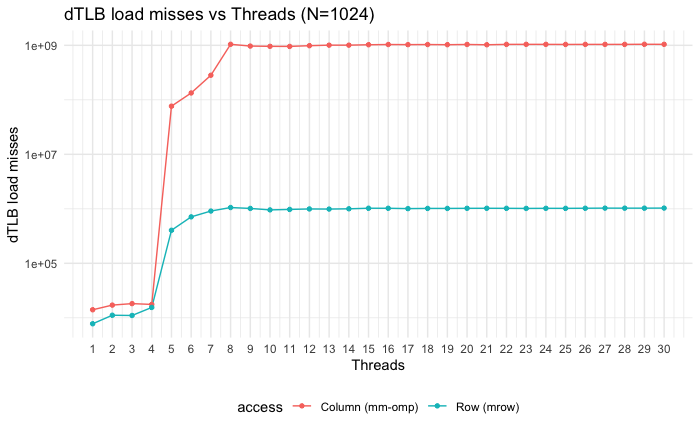 dTLB load misses vs Threads (N=1024)
dTLB load misses
1e+09
1e+07
1e+05
1 2 3 4 5 6 7 8 9 10 11 12 13 14 15 16 17 18 19 20 21 22 23 24 25 26 27 28 29 30
Threads
access Column (mm-omp) Row (mrow)